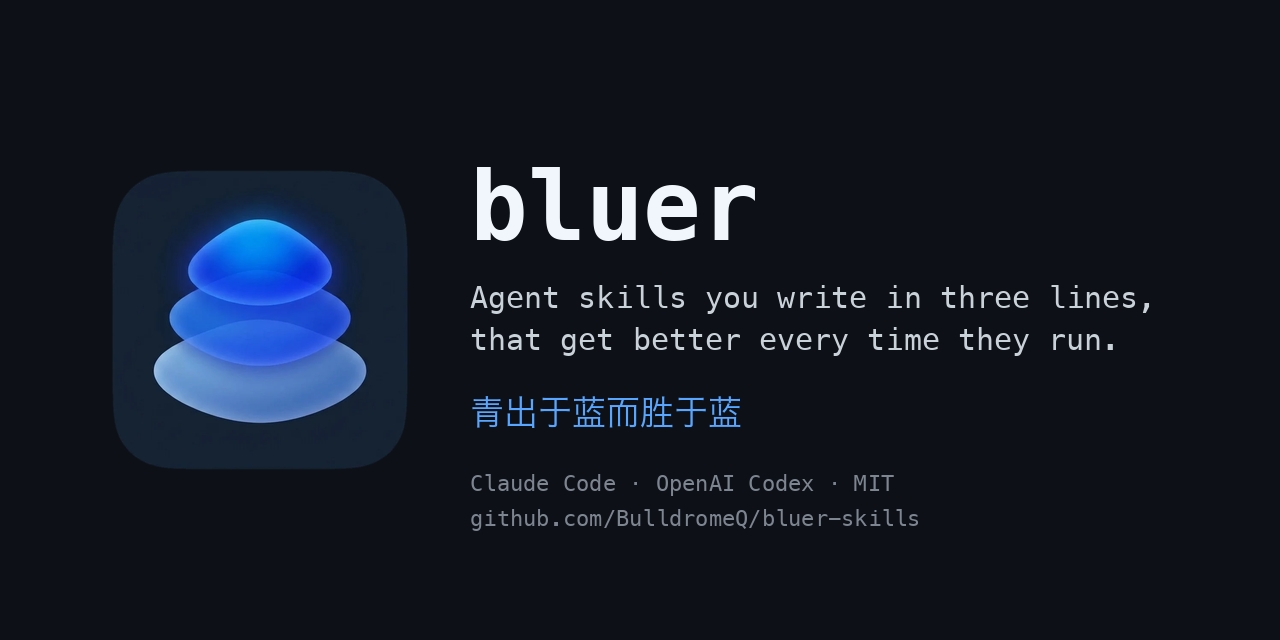 bluer
Agent skills you write in three lines,
that get better every time they run.
青出于蓝而胜于蓝
Claude Code · OpenAI Codex · MIT
github.com/BulldromeQ/bluer-skills